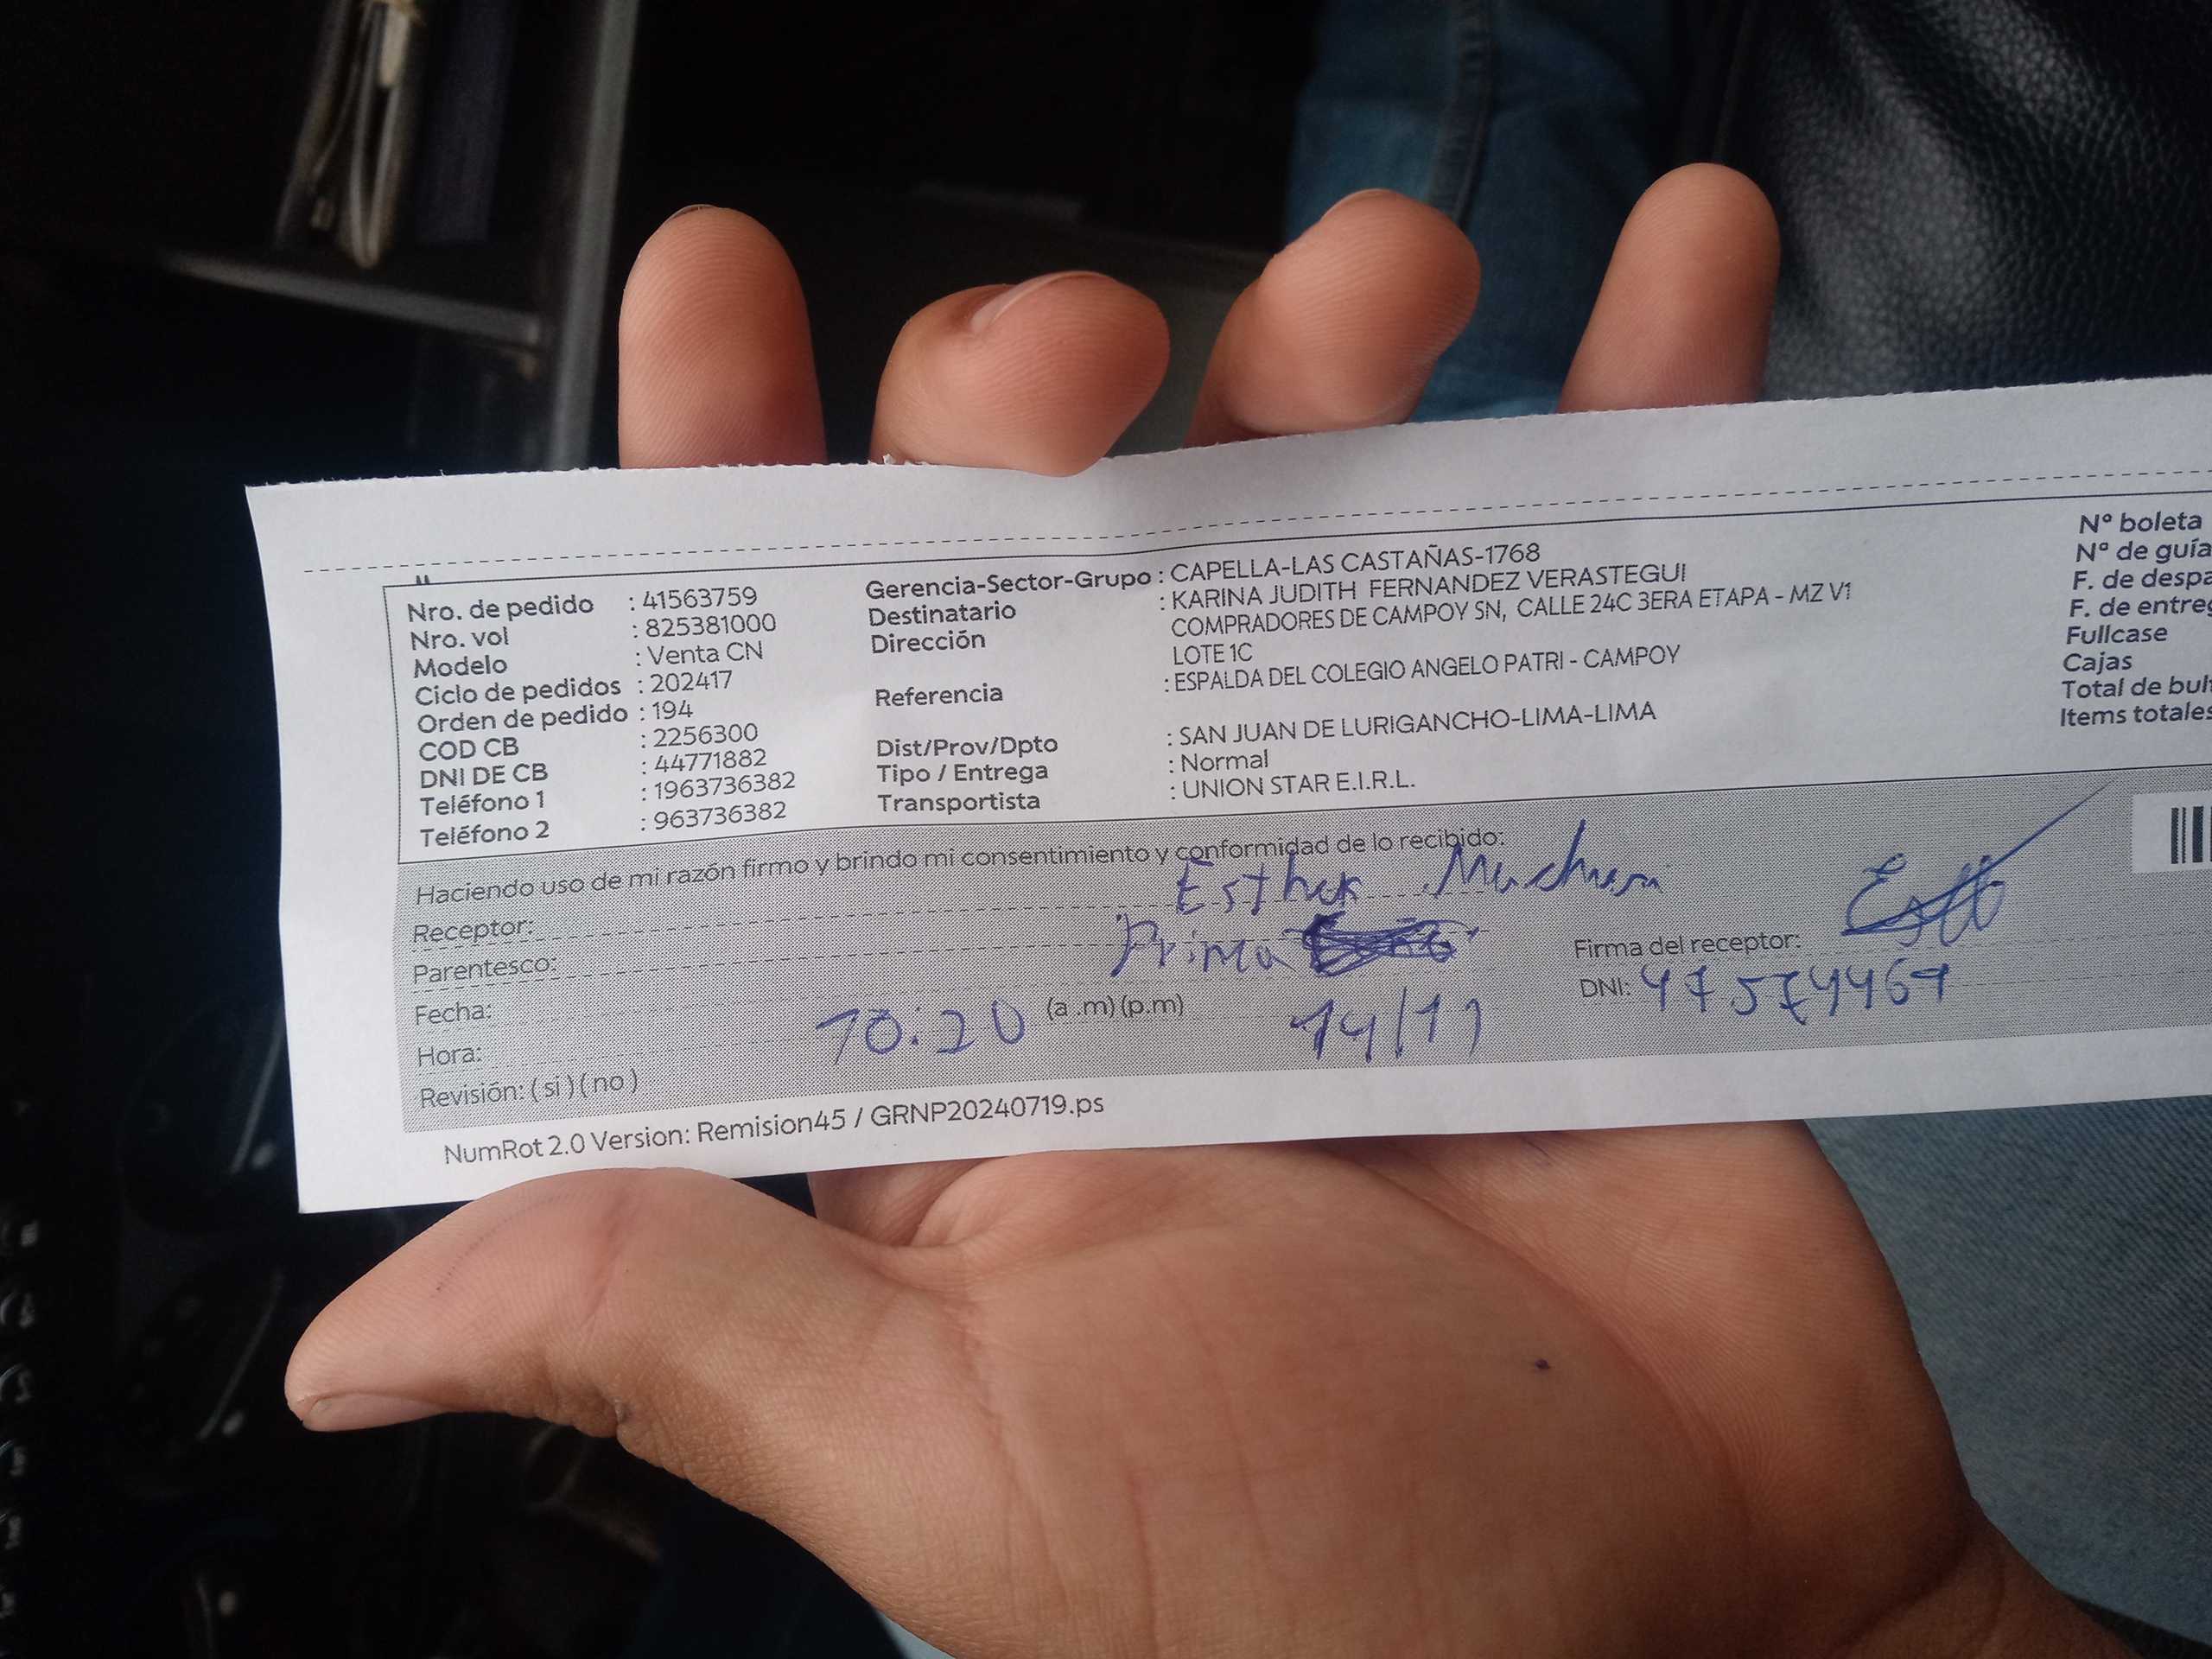 Nro. de pedido : 41563759
Nro. vol : 825381000
Modelo : Venta CN
Ciclo de pedidos : 202417
Orden de pedido : 194
COD CB : 2256300
DNI DE CB : 44771882
Teléfono 1 : 1963736382
Teléfono 2 : 963736382
Gerencia-Sector-Grupo : CAPELLA-LAS CASTAÑAS-1768
Destinatario : KARINA JUDITH FERNANDEZ VERASTEGUI
Dirección COMPRADORES DE CAMPOY SN, CALLE 24C 3ERA ETAPA - MZ V1
LOTE 1C
Referencia : ESPALDA DEL COLEGIO ANGELO PATRI - CAMPOY
Dist/Prov/Dpto : SAN JUAN DE LURIGANCHO-LIMA-LIMA
Tipo / Entrega : Normal
Transportista : UNION STAR E.I.R.L.
N° boleta
N° de guía
F. de despa
F. de entreg
Fullcase
Cajas
Total de bult
Items totales
Haciendo uso de mi razón firmo y brindo mi consentimiento y conformidad de lo recibido:
Receptor: Esther
Parentesco: Prima
Firma del receptor:
Fecha: 14/11
DNI:
Hora: 10:20 (a .m) (p.m)
Revisión: ( si ) ( no )
NumRot 2.0 Version: Remision45 / GRNP20240719.ps